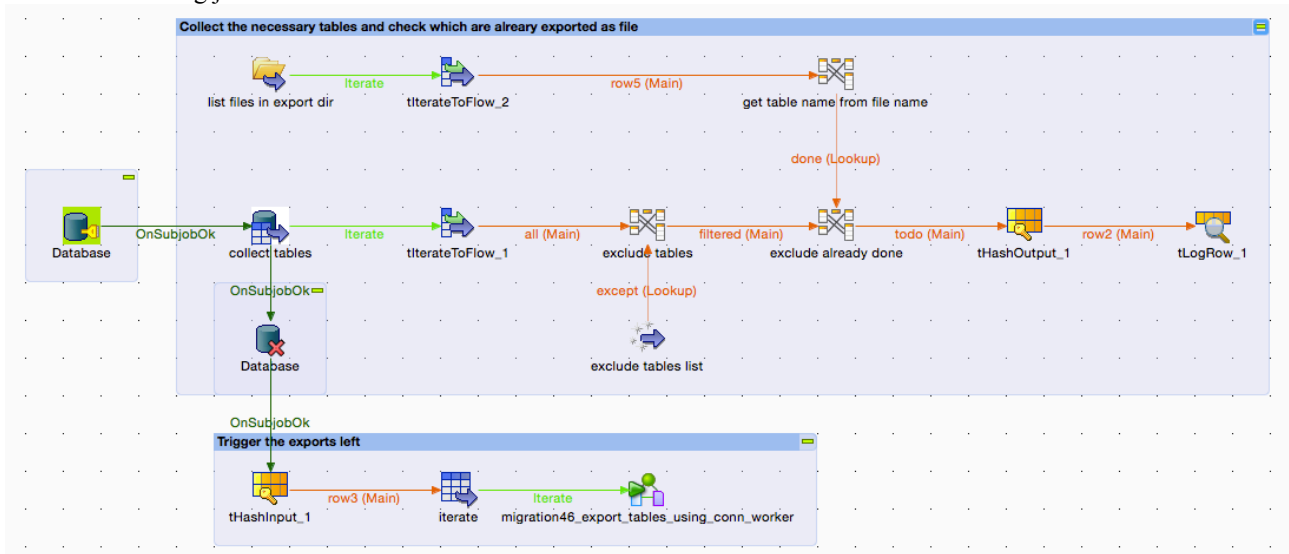 Collect the necessary tables and check which are alreary exported as file
Iterate
row5 (Main)
list files in export dir
tIterateToFlow_2
get table name from file name
done (Lookup)
OnSubjobOk
Iterate
all (Main)
filtered (Main)
todo (Main)
row2 (Main)
Database
collect tables
tIterateToFlow_1
exclude tables
exclude already done
tHashOutput_1
tLogRow_1
OnSubjobOk
except (Lookup)
Database
exclude tables list
OnSubjobOk
Trigger the exports left
row3 (Main)
Iterate
tHashInput_1
iterate
migration46_export_tables_using_conn_worker